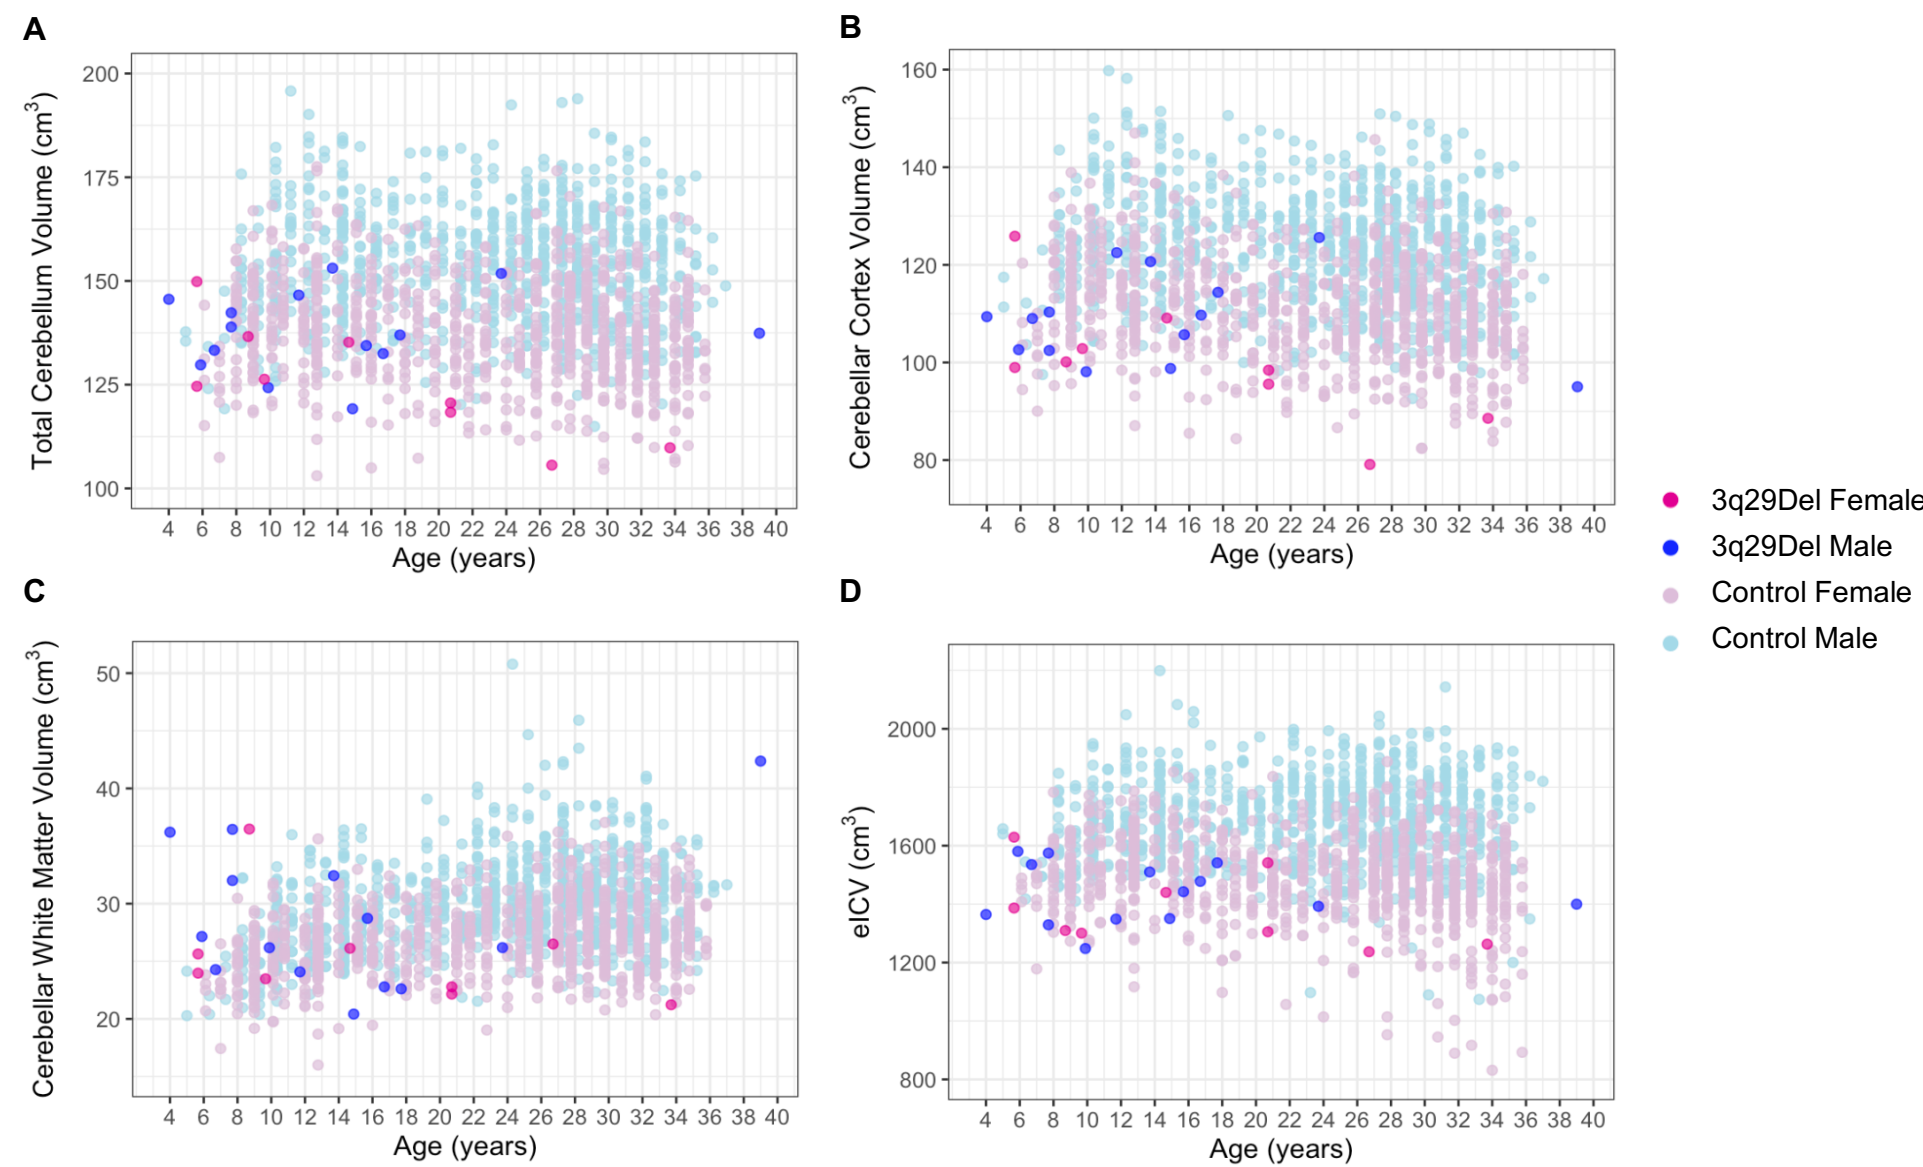 A
B
200
175
150
125
100
Total Cerebellum Volume (cm3)
4 6 8 10 12 14 16 18 20 22 24 26 28 30 32 34 36 38 40
Age (years)
160
140
120
100
80
Cerebellar Cortex Volume (cm3)
4 6 8 10 12 14 16 18 20 22 24 26 28 30 32 34 36 38 40
Age (years)
3q29Del Female
3q29Del Male
Control Female
Control Male
C
D
50
40
30
20
Cerebellar White Matter Volume (cm3)
4 6 8 10 12 14 16 18 20 22 24 26 28 30 32 34 36 38 40
Age (years)
2000
1600
1200
800
eICV (cm3)
4 6 8 10 12 14 16 18 20 22 24 26 28 30 32 34 36 38 40
Age (years)